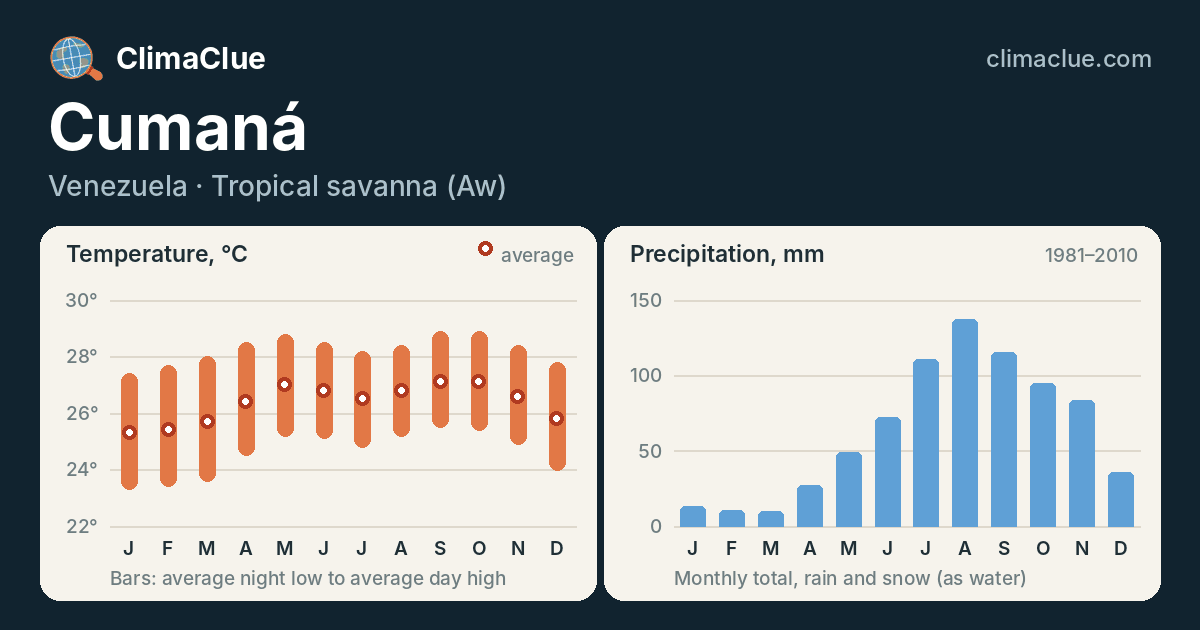 ClimaClue
climaclue.com
Cumaná
Venezuela · Tropical savanna (Aw)
Temperature, °C
average
30°
28°
26°
24°
22°
J F M A M J J A S O N D
Bars: average night low to average day high
Precipitation, mm
1981–2010
150
100
50
0
J F M A M J J A S O N D
Monthly total, rain and snow (as water)